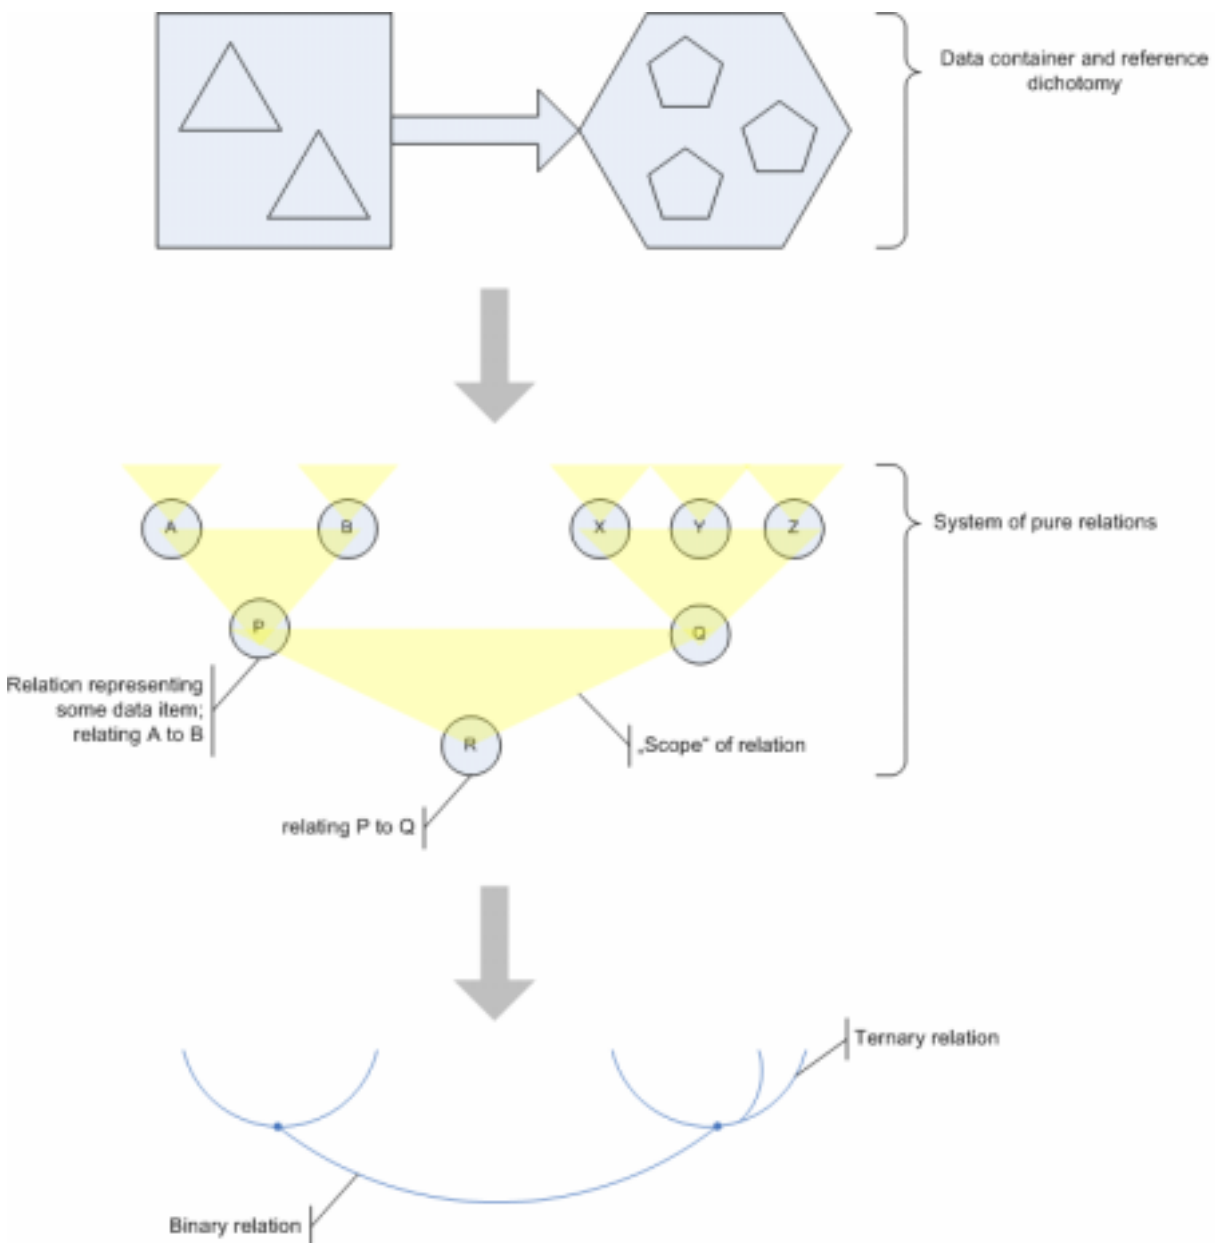 Data container and reference
dichotomy
A
B
X
Y
Z
System of pure relations
P
Q
Relation representing
some data item;
relating A to B
R
„Scope“ of relation
relating P to Q
Ternary relation
Binary relation